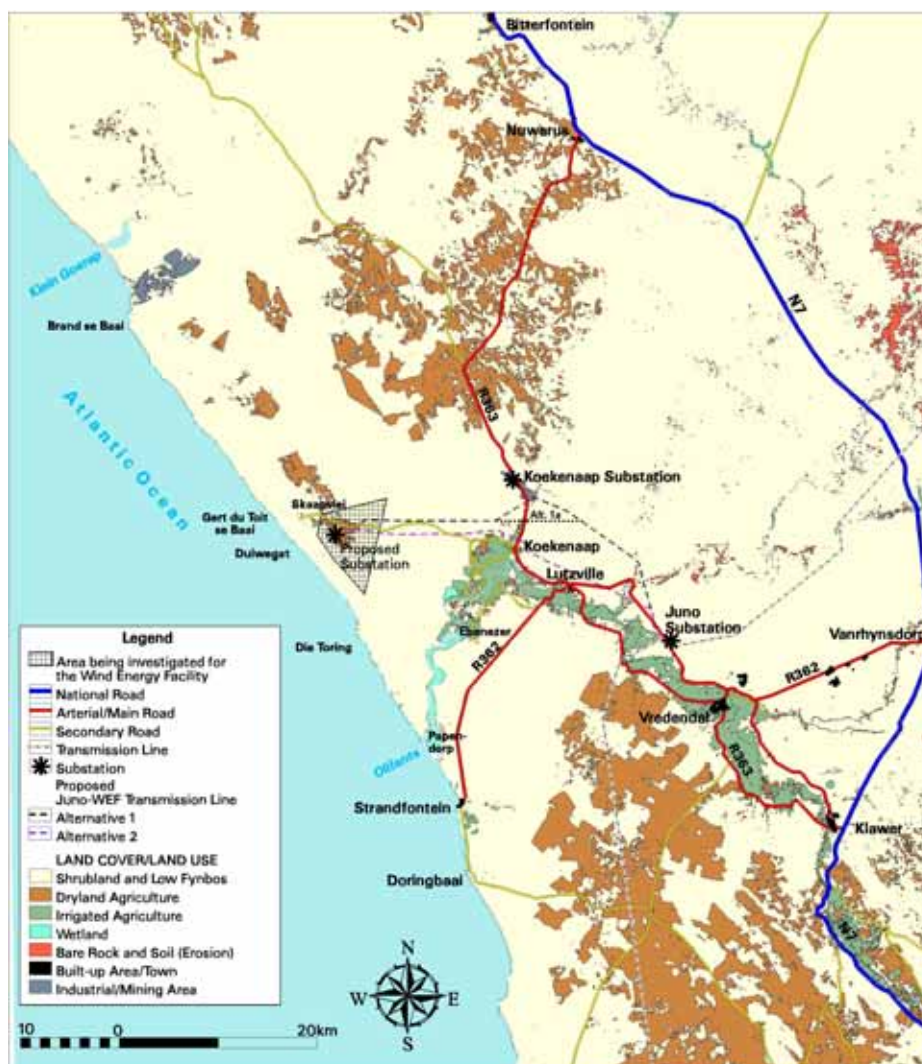 Bitterfontein
Nuwerus
N7
Klein Goerap
Brand se Baai
R363
Atlantic Ocean
Koekenaap Substation
Skaapvlei
Alt. 1a
Gert du Toit
se Baai
Duiwegat
Proposed
Substation
Koekenaap
Lutzville
Juno
Substation
Ebenezer
Vanrhynsdorp
Die Toring
R362
R362
Vredendal
Papen-
dorp
Olifants
R363
Strandfontein
Klawer
Doringbaai
N7
Legend
Area being investigated for
the Wind Energy Facility
National Road
Arterial/Main Road
Secondary Road
Transmission Line
Substation
Proposed
Juno-WEF Transmission Line
Alternative 1
Alternative 2
LAND COVER/LAND USE
Shrubland and Low Fynbos
Dryland Agriculture
Irrigated Agriculture
Wetland
Bare Rock and Soil (Erosion)
Built-up Area/Town
Industrial/Mining Area
N
W E
S
10 0 20km